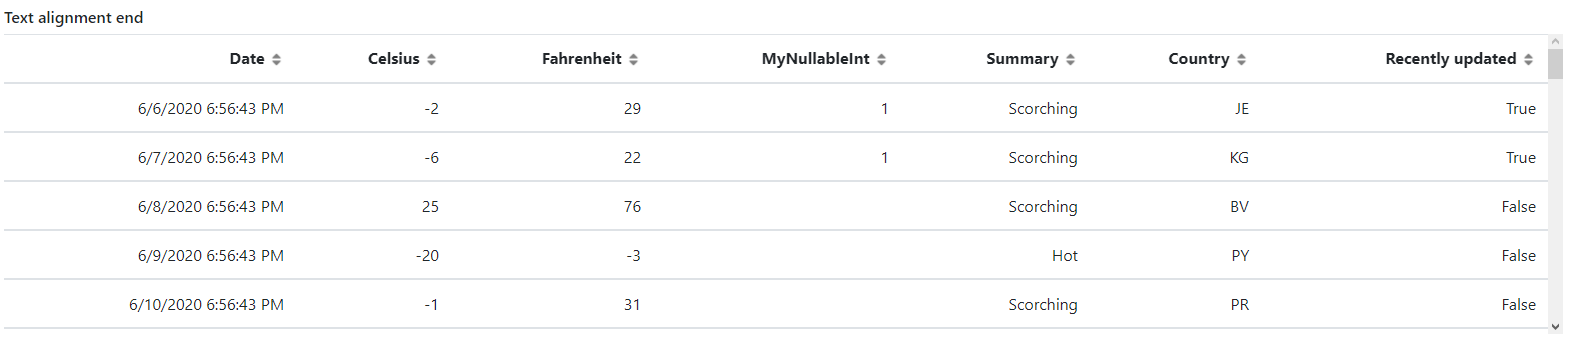 Text alignment end
Date Celsius Fahrenheit MyNullableInt Summary Country Recently updated
6/6/2020 6:56:43 PM -2 29 1 Scorching JE True
6/7/2020 6:56:43 PM -6 22 1 Scorching KG True
6/8/2020 6:56:43 PM 25 76 Scorching BV False
6/9/2020 6:56:43 PM -20 -3 Hot PY False
6/10/2020 6:56:43 PM -1 31 Scorching PR False